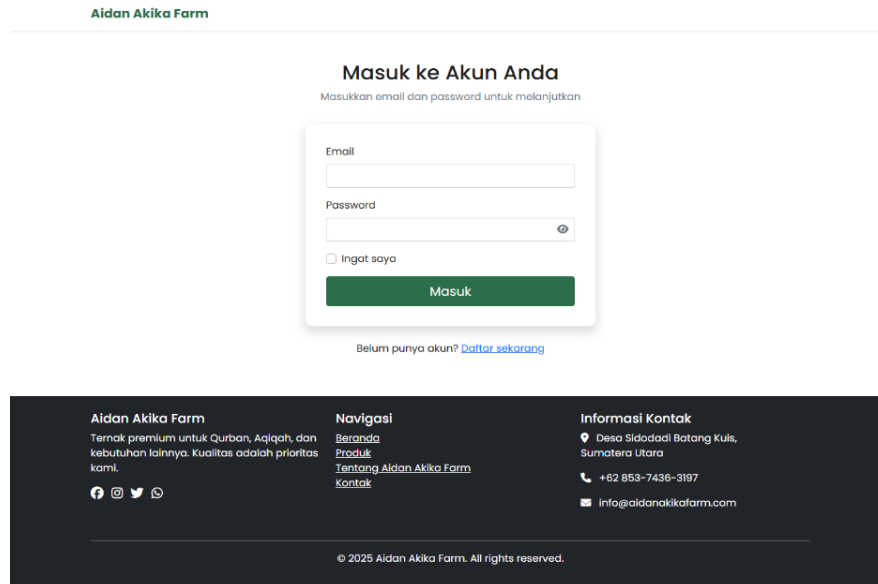 Aidan Akika Farm
Masuk ke Akun Anda
Masukkan email dan password untuk melanjutkan
Email
Password
Ingat saya
Masuk
Belum punya akun? Daftar sekarang
Aidan Akika Farm
Ternak premium untuk Qurban, Aqiqah, dan
kebutuhan lainnya. Kualitas adalah prioritas
kami.
Navigasi
Beranda
Produk
Tentang Aidan Akika Farm
Kontak
Informasi Kontak
Desa Sidodadi Batang Kuis,
Sumatera Utara
+62 853-7436-3197
info@aidanakikafarm.com
© 2025 Aidan Akika Farm. All rights reserved.